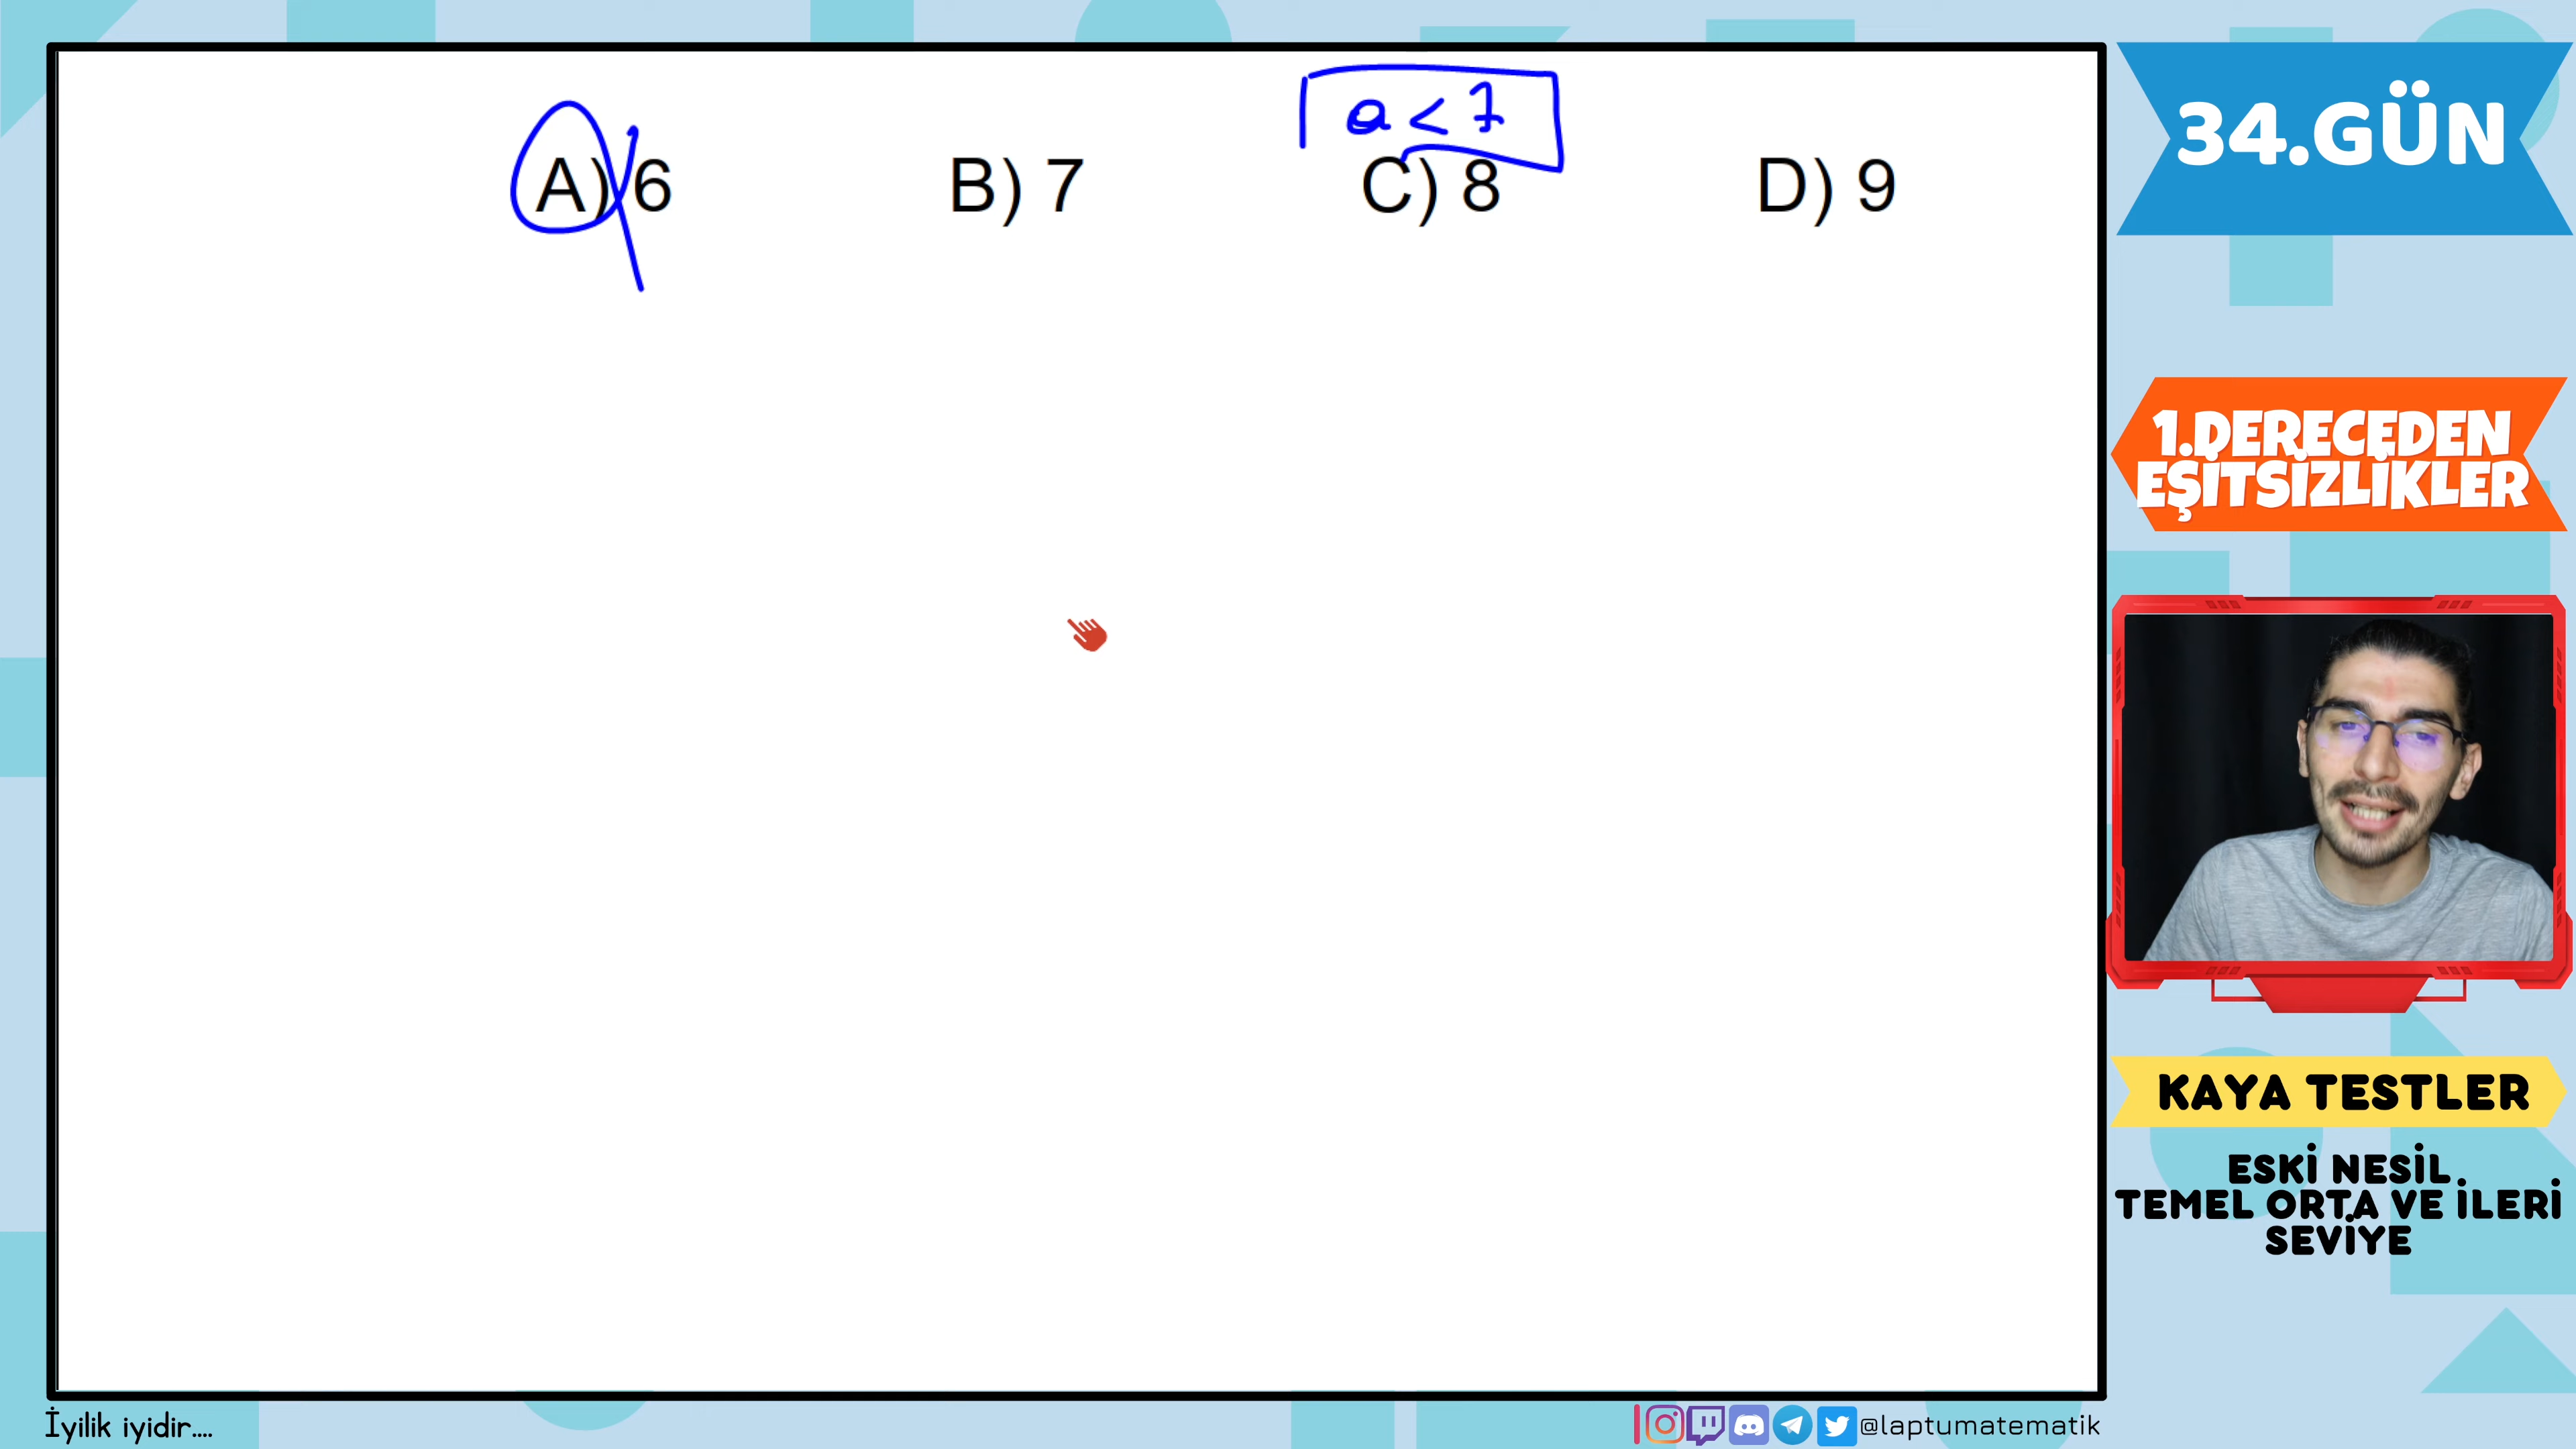 a < 7
A) 6 B) 7 C) 8 D) 9
34.GÜN
1.DERECEDEN
EŞİTSİZLİKLER
KAYA TESTLER
ESKİ NESİL
TEMEL ORTA VE İLERİ
SEVİYE
İyilik iyidir....
@laptumatematik